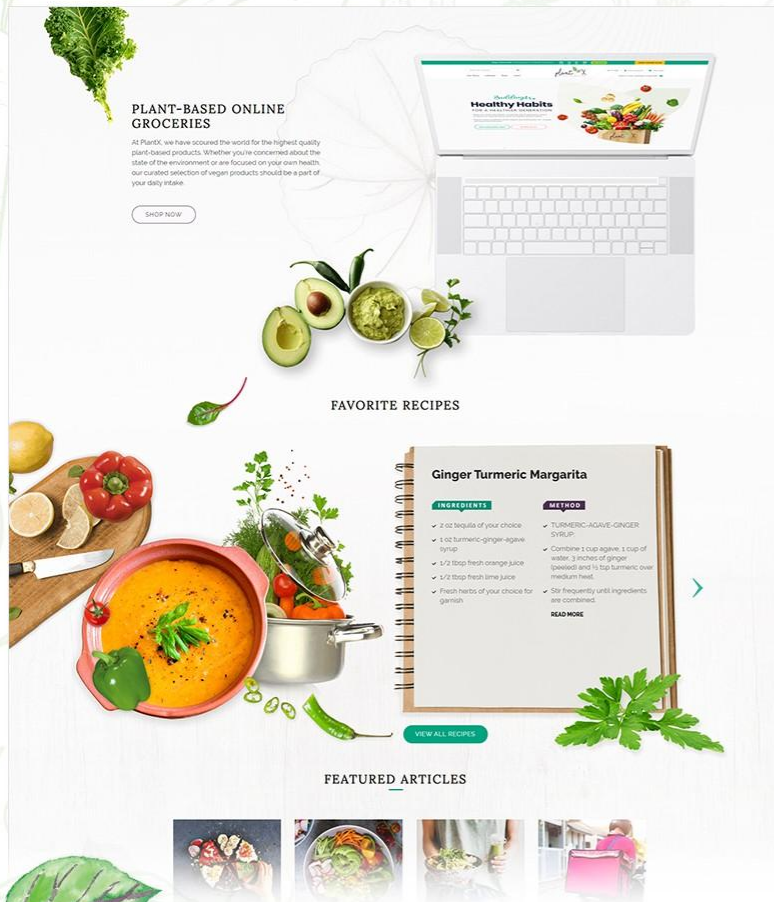 PLANT-BASED ONLINE
GROCERIES
At PlantX, we have scoured the world for the highest quality
plant-based products. Whether you're concerned about the
state of the environment or are focused on your own health,
our curated selection of vegan products should be a part of
your daily intake.
SHOP NOW
plant X
Healthy Habits
FOR A HEALTHIER GENERATION
FAVORITE RECIPES
Ginger Turmeric Margarita
INGREDIENTS
2 oz tequila of your choice
1 oz turmeric-ginger-agave
syrup
1/2 tbsp fresh orange juice
1/2 tbsp fresh lime juice
Fresh herbs of your choice for
garnish
METHOD
TURMERIC-AGAVE-GINGER
SYRUP:
Combine 1 cup agave, 1 cup of
water, 3 inches of ginger
(peeled) and ½ tsp turmeric over
medium heat.
Stir frequently until ingredients
are combined.
READ MORE
VIEW ALL RECIPES
FEATURED ARTICLES